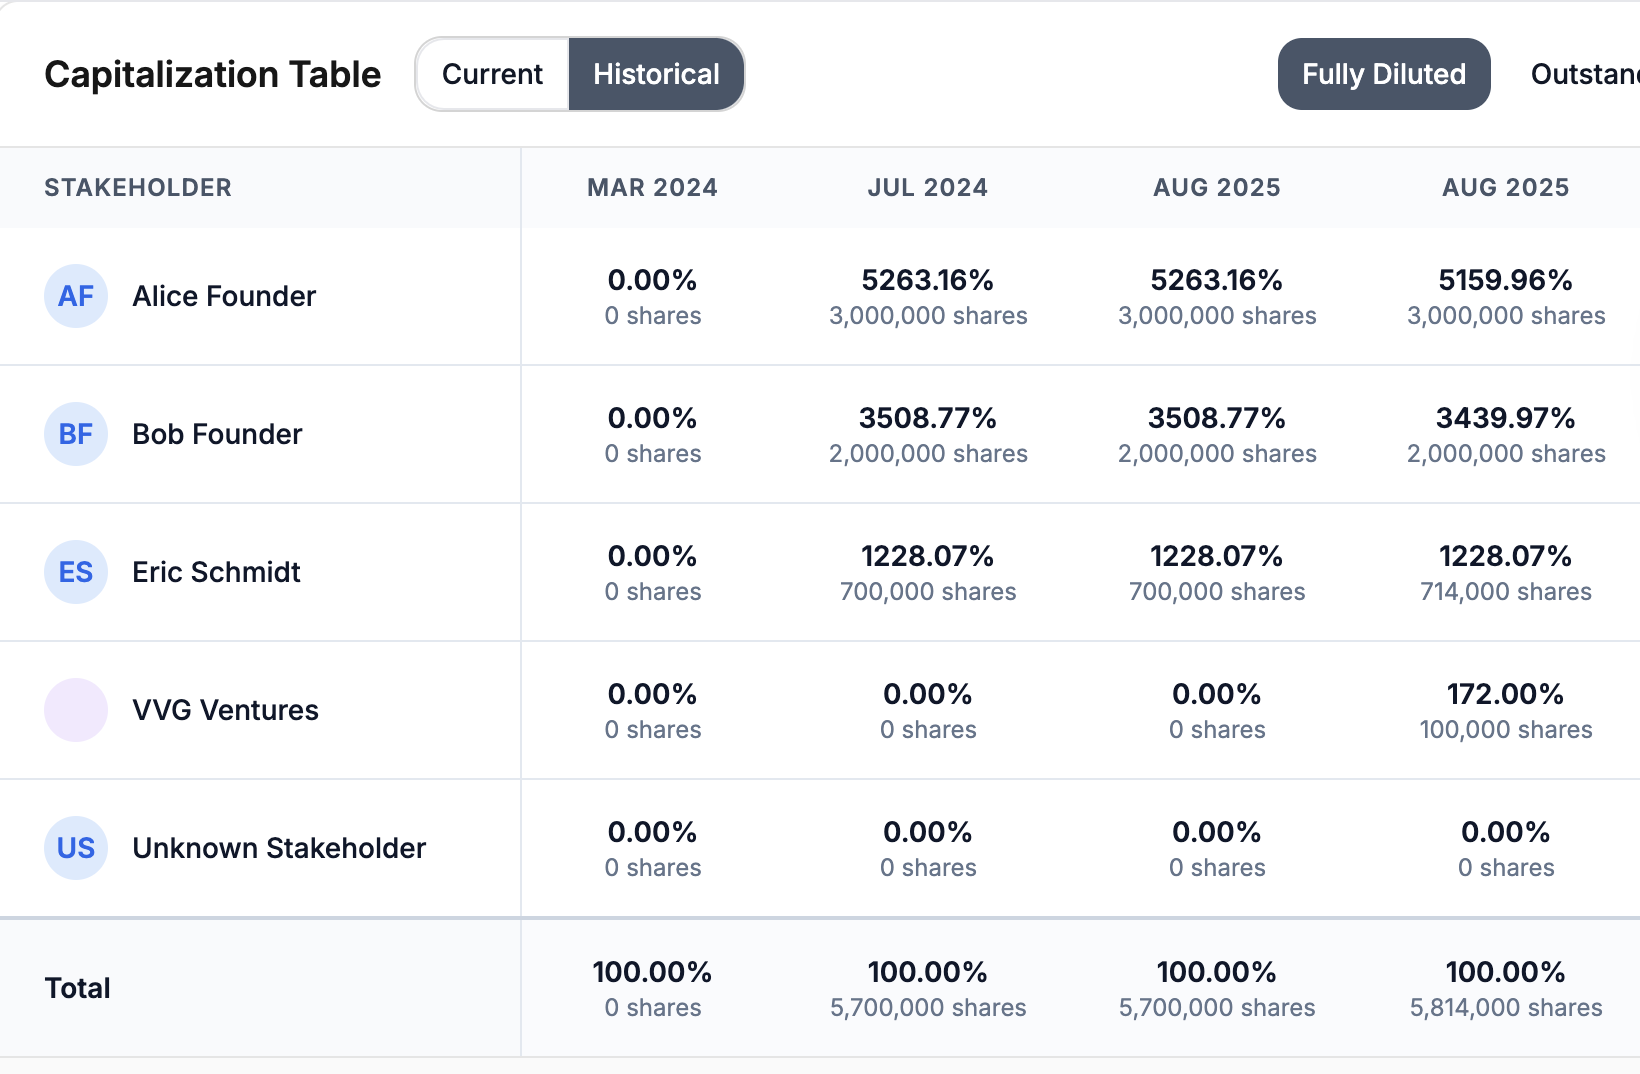 Capitalization Table
Current
Historical
Fully Diluted
Outstan
STAKEHOLDER
MAR 2024
JUL 2024
AUG 2025
AUG 2025
AF
Alice Founder
0.00%
0 shares
5263.16%
3,000,000 shares
5263.16%
3,000,000 shares
5159.96%
3,000,000 shares
BF
Bob Founder
0.00%
0 shares
3508.77%
2,000,000 shares
3508.77%
2,000,000 shares
3439.97%
2,000,000 shares
ES
Eric Schmidt
0.00%
0 shares
1228.07%
700,000 shares
1228.07%
700,000 shares
1228.07%
714,000 shares
VVG Ventures
0.00%
0 shares
0.00%
0 shares
0.00%
0 shares
172.00%
100,000 shares
US
Unknown Stakeholder
0.00%
0 shares
0.00%
0 shares
0.00%
0 shares
0.00%
0 shares
Total
100.00%
0 shares
100.00%
5,700,000 shares
100.00%
5,700,000 shares
100.00%
5,814,000 shares